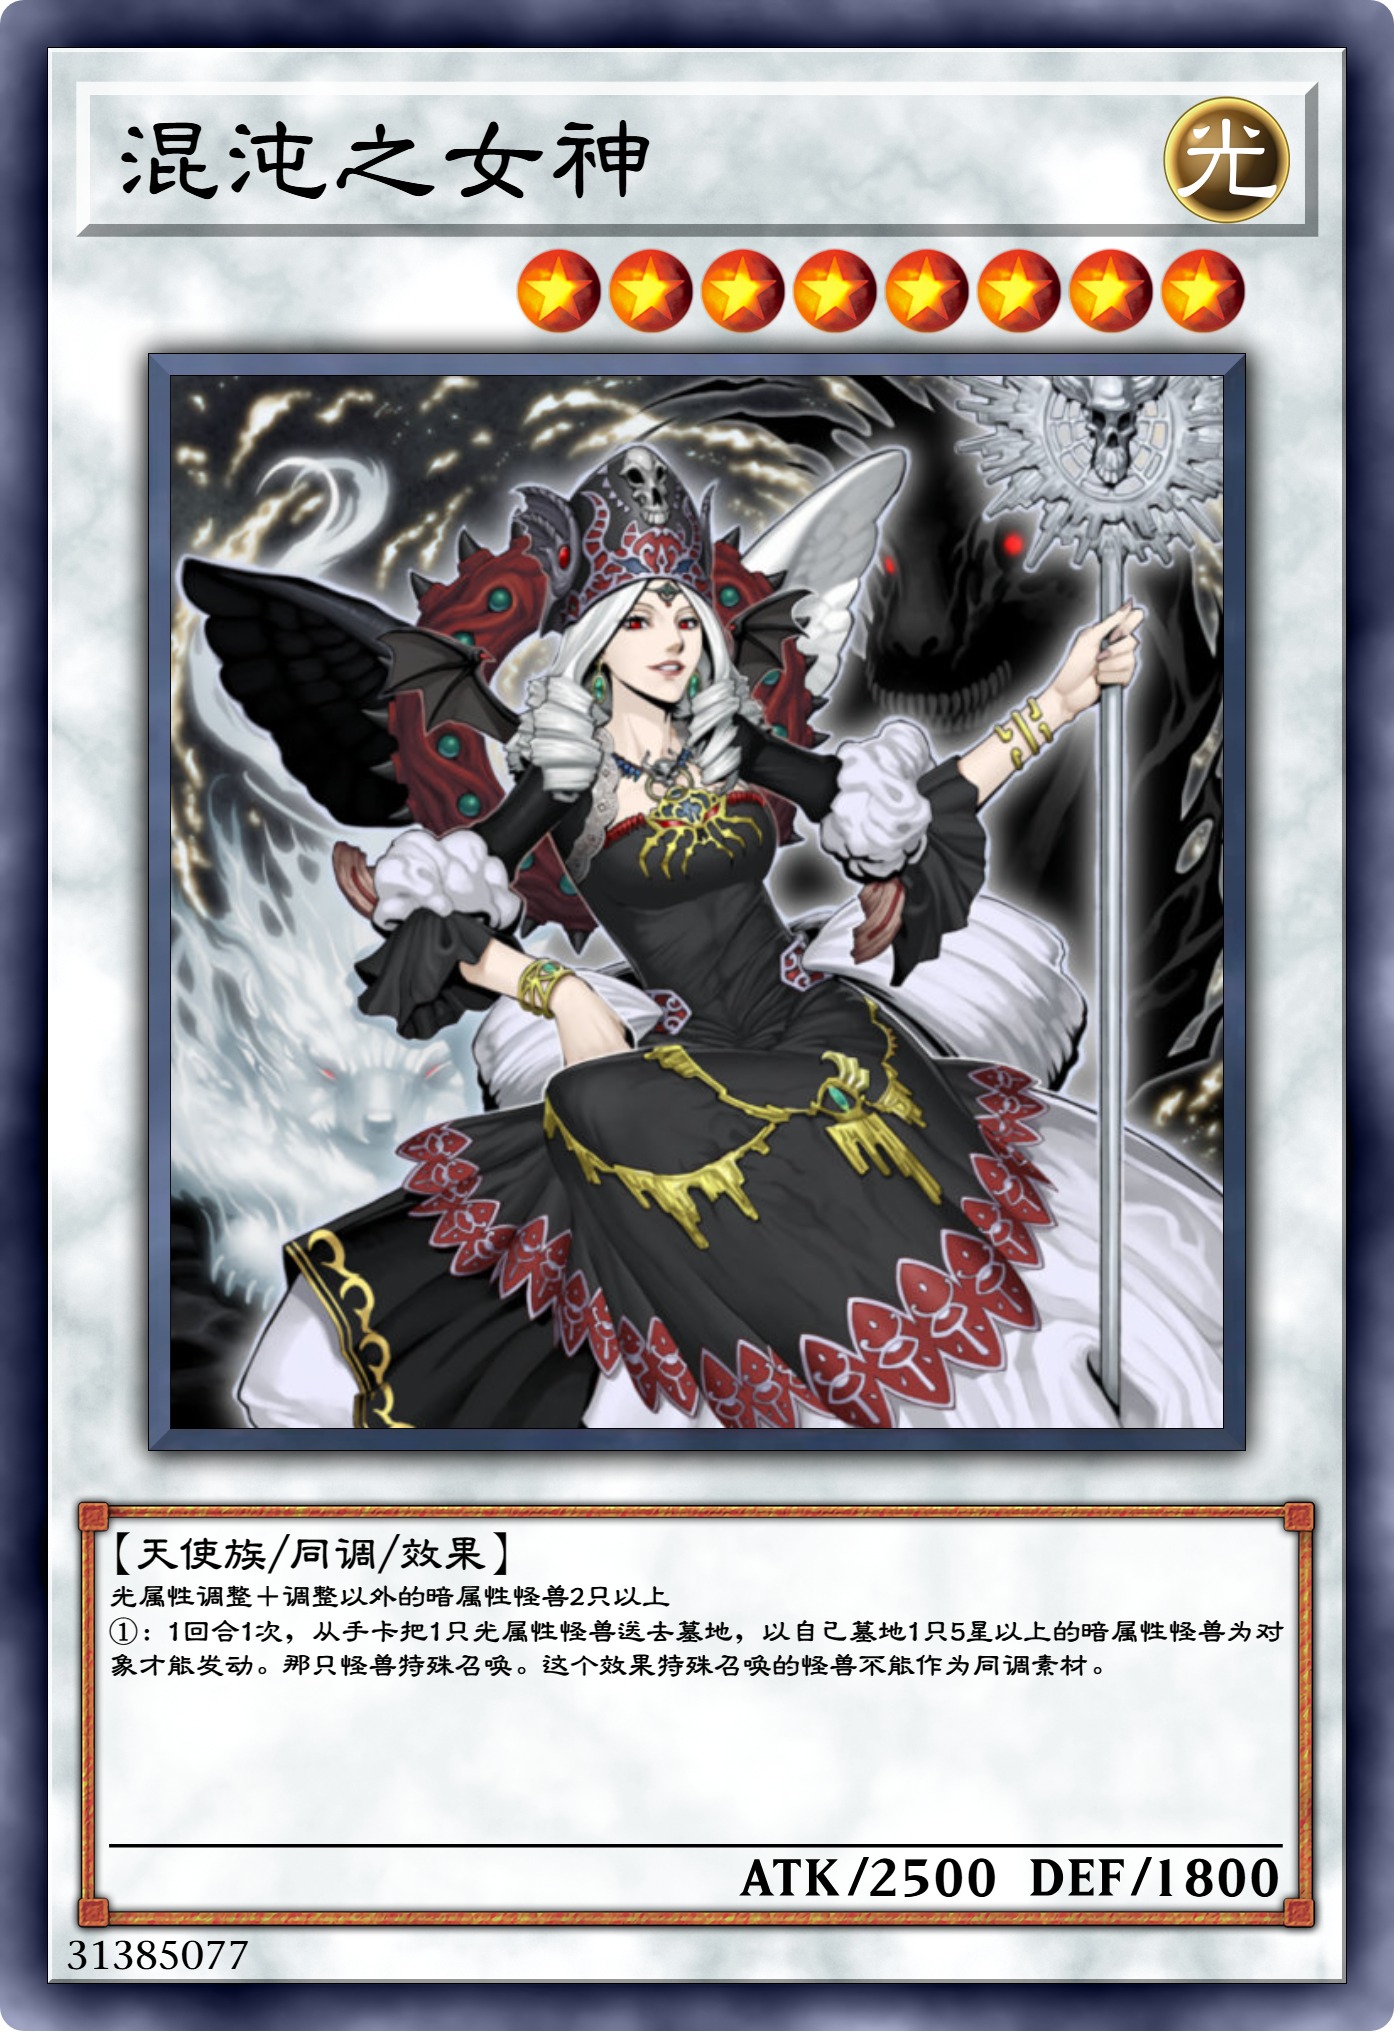 混沌之女神
光
【天使族/同调/效果】
光属性调整＋调整以外的暗属性怪兽2只以上
①：1回合1次，从手卡把1只光属性怪兽送去墓地，以自己墓地1只5星以上的暗属性怪兽为对
象才能发动。那只怪兽特殊召唤。这个效果特殊召唤的怪兽不能作为同调素材。
ATK/2500 DEF/1800
31385077